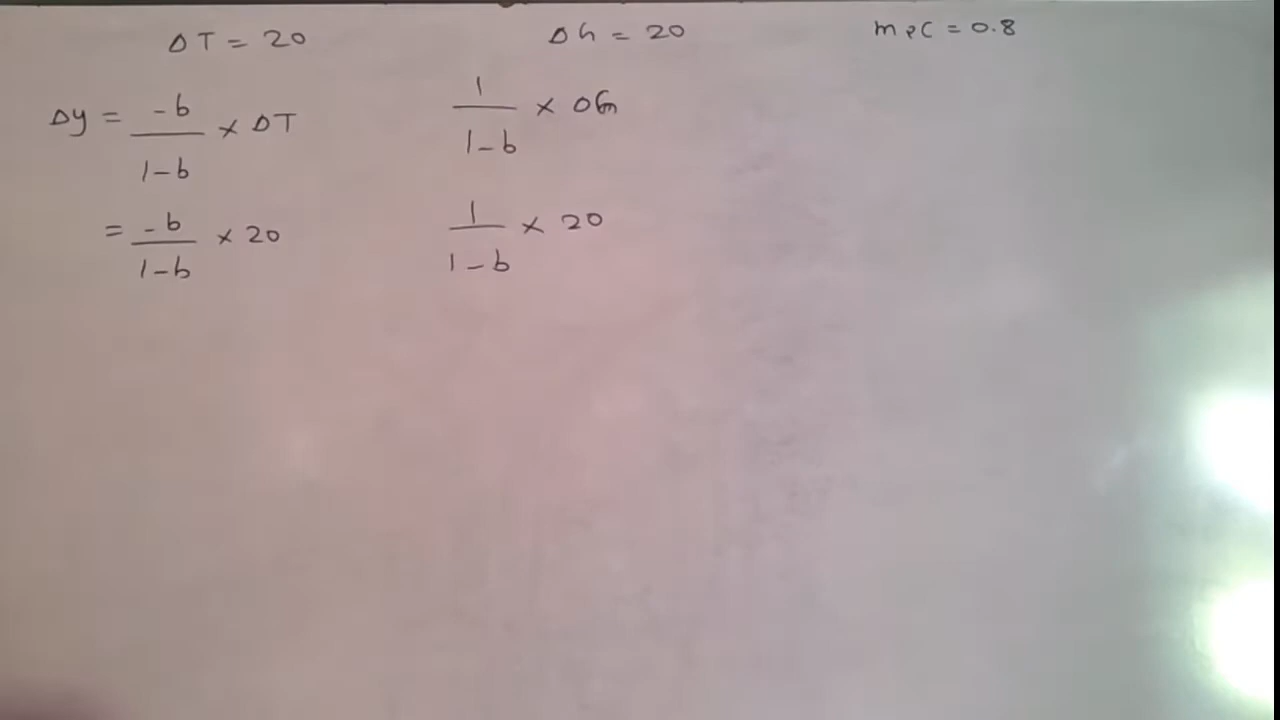 ΔT = 20 ΔG = 20 mpc = 0.8
Δy = -b/1-b × ΔT 1/1-b × ΔG
= -b/1-b × 20 1/1-b × 20